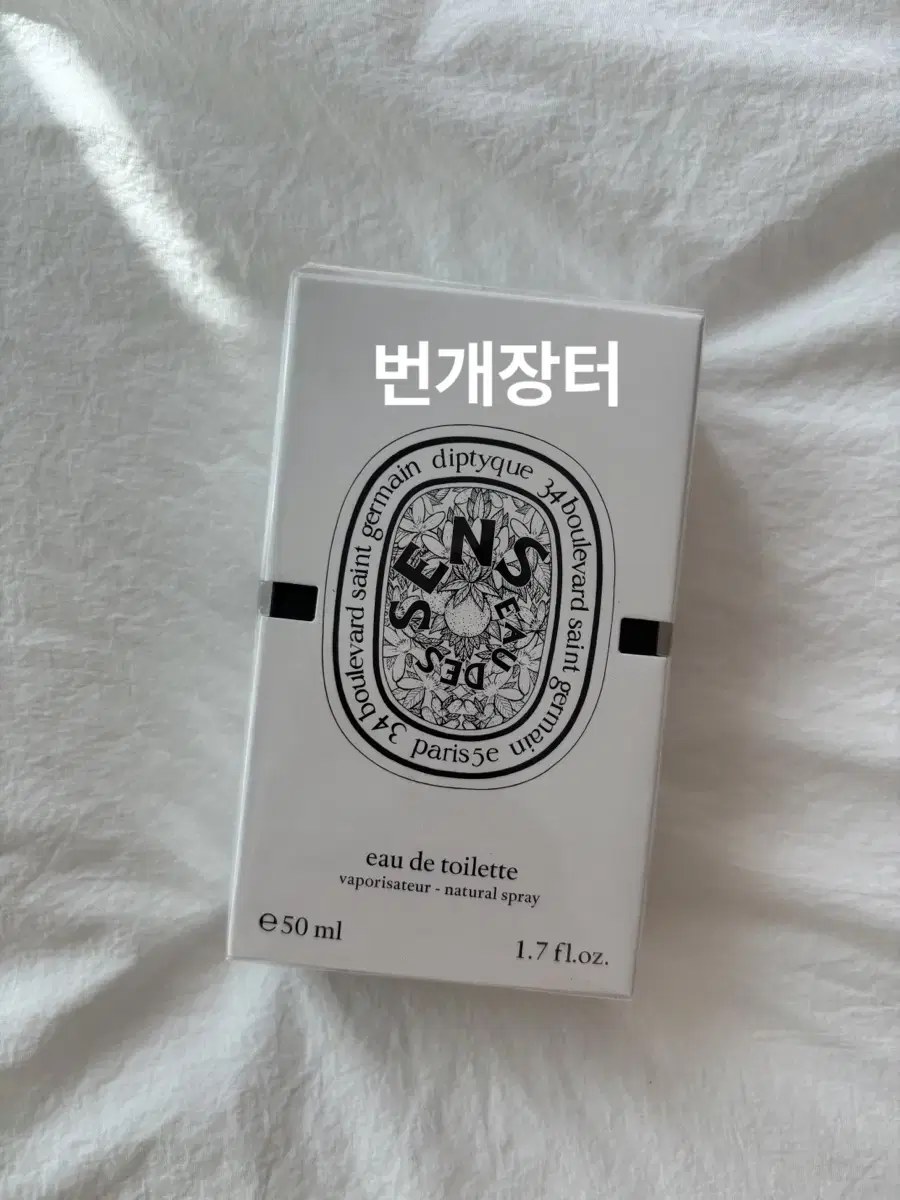 번개장터
diptyque 34 boulevard saint germain paris5e 34 boulevard saint germain
EAU DES SENS
eau de toilette
vaporisateur - natural spray
℮50 ml
1.7 fl.oz.